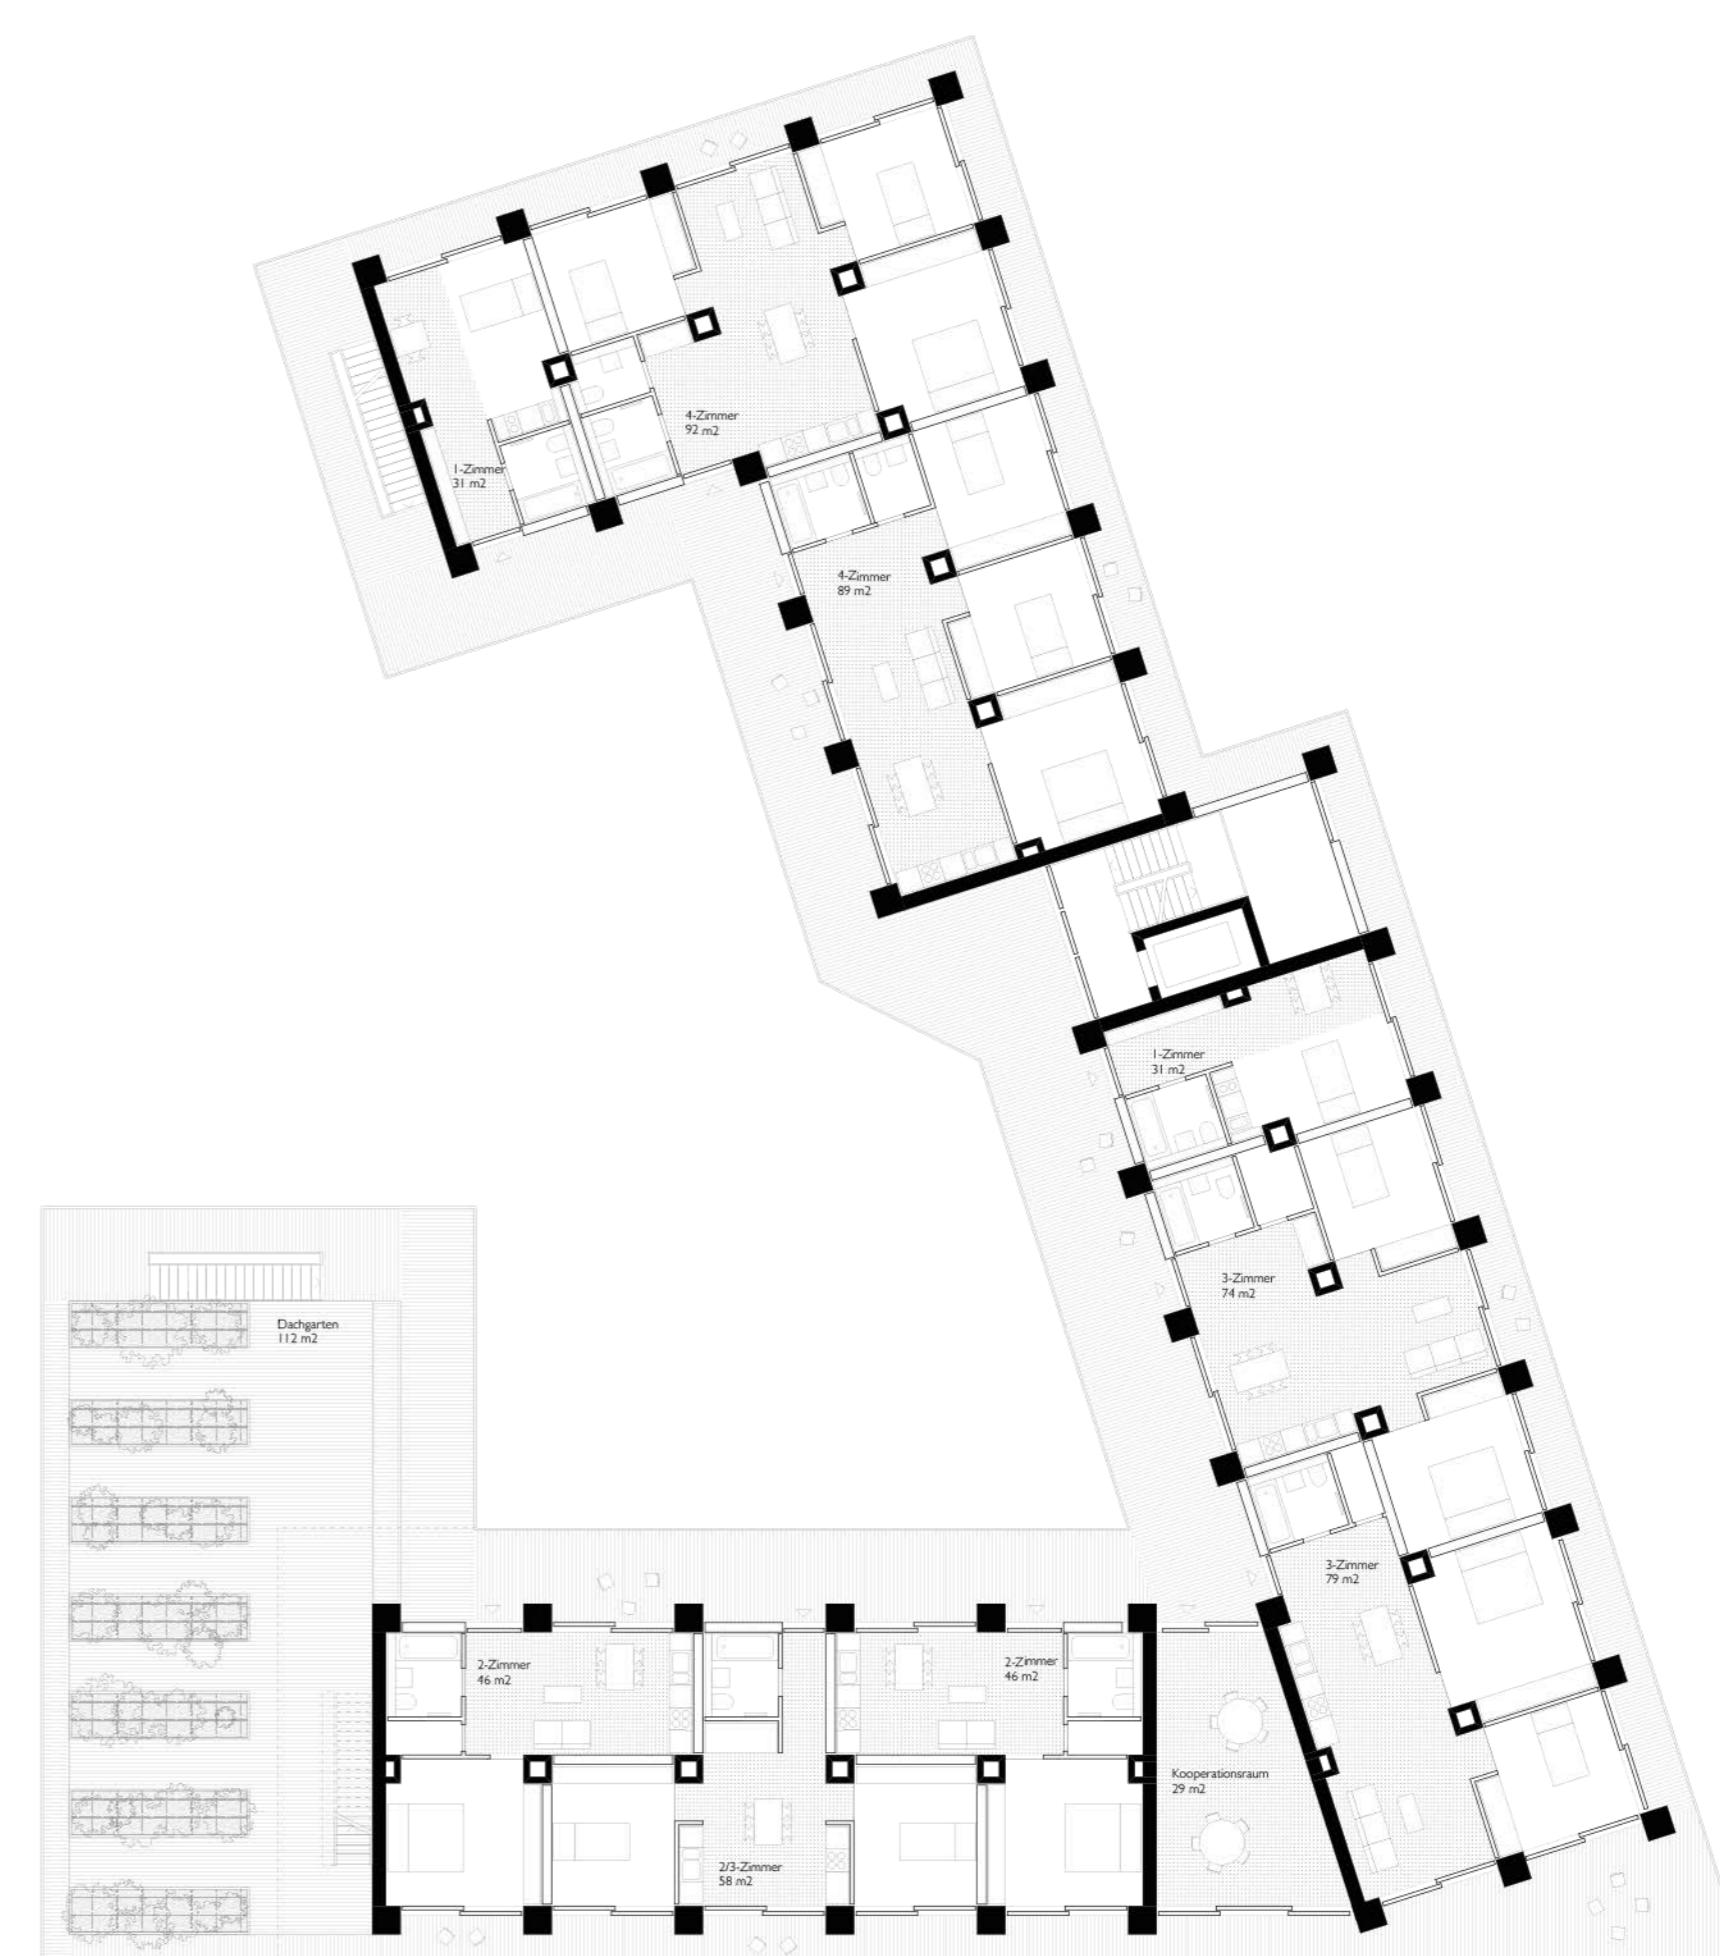 4-Zimmer
92 m2
1-Zimmer
31 m2
4-Zimmer
89 m2
1-Zimmer
31 m2
3-Zimmer
74 m2
Dachgarten
112 m2
3-Zimmer
79 m2
2-Zimmer
46 m2
2-Zimmer
46 m2
Kooperationsraum
29 m2
2/3-Zimmer
58 m2